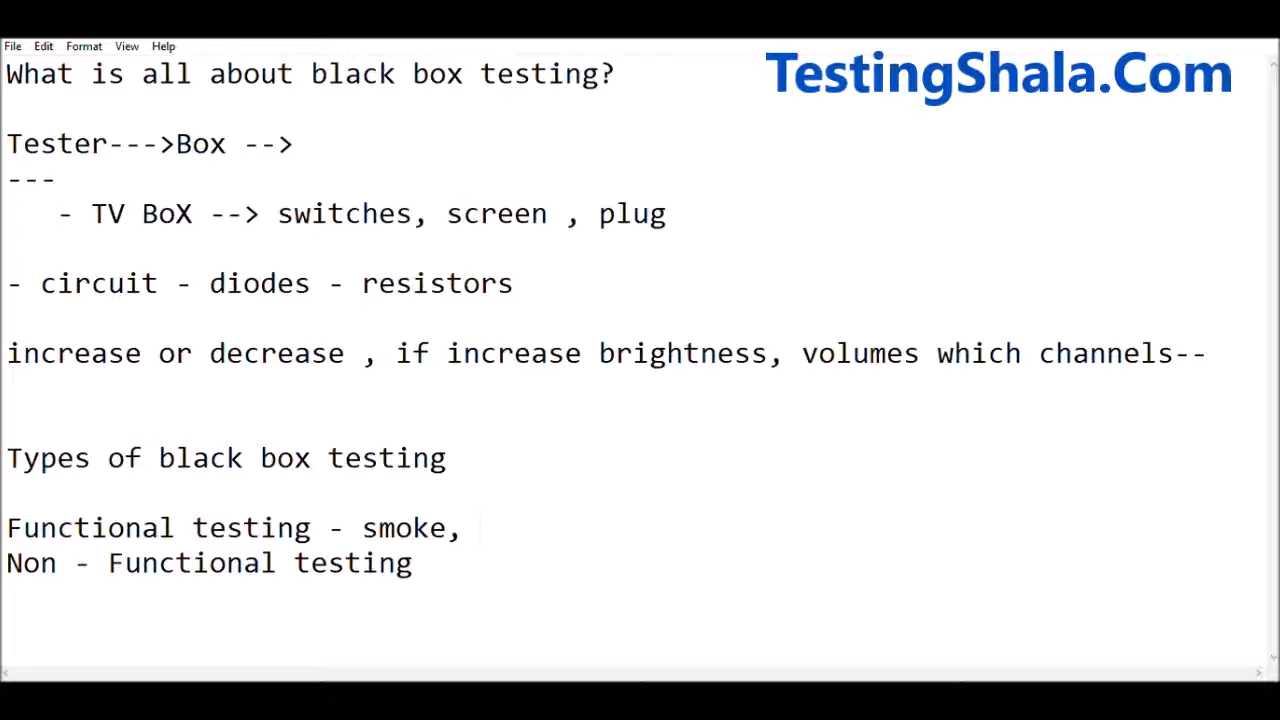 File Edit Format View Help
What is all about black box testing?
TestingShala.Com
Tester--->Box -->
---
- TV BoX --> switches, screen , plug
- circuit - diodes - resistors
increase or decrease , if increase brightness, volumes which channels--
Types of black box testing
Functional testing - smoke,
Non - Functional testing